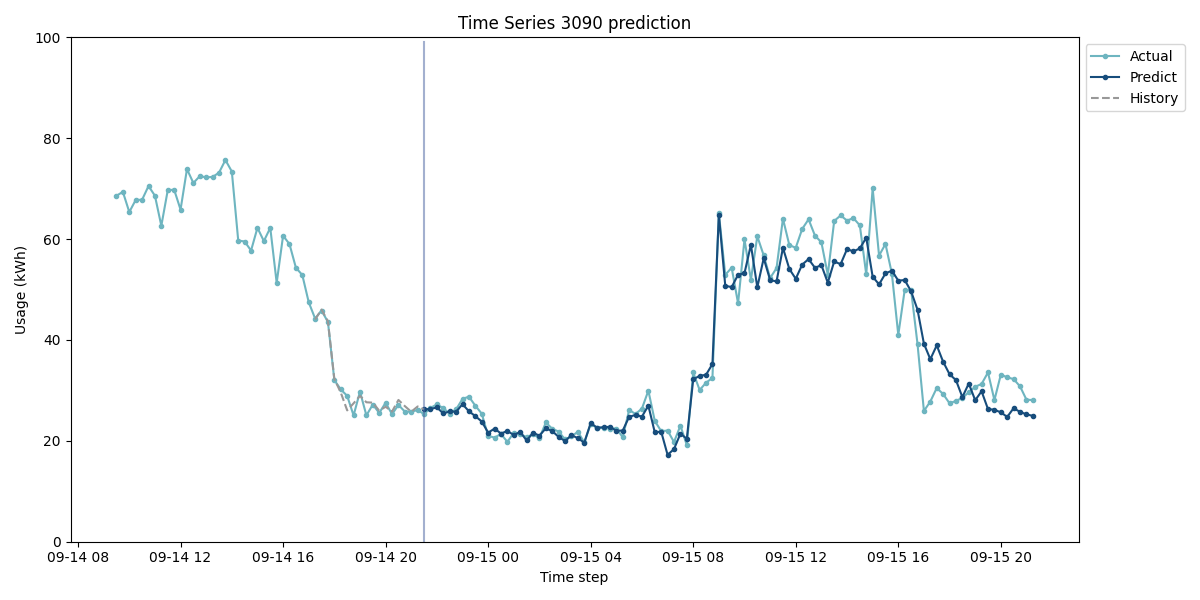 Time Series 3090 prediction
Usage (kWh)
100
80
60
40
20
0
09-14 08
09-14 12
09-14 16
09-14 20
09-15 00
09-15 04
09-15 08
09-15 12
09-15 16
09-15 20
Time step
Actual
Predict
History